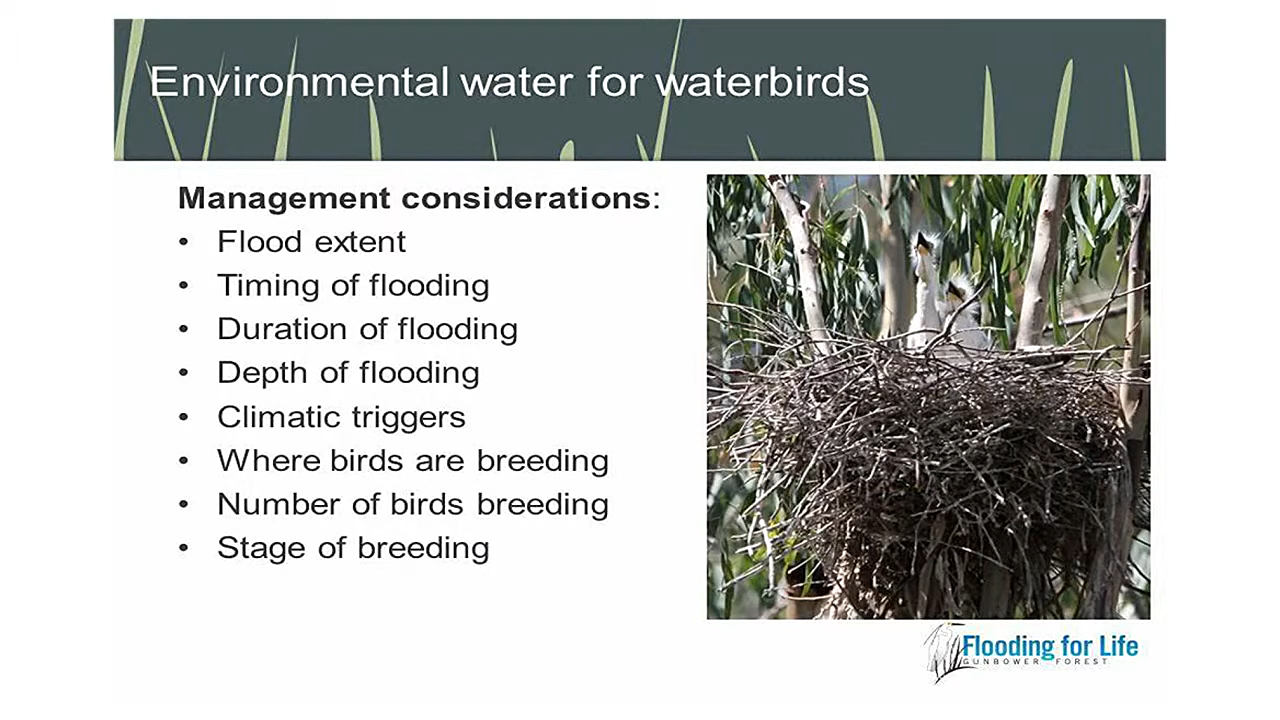 Environmental water for waterbirds
Management considerations:
• Flood extent
• Timing of flooding
• Duration of flooding
• Depth of flooding
• Climatic triggers
• Where birds are breeding
• Number of birds breeding
• Stage of breeding
Flooding for Life
GUNBOWER FOREST